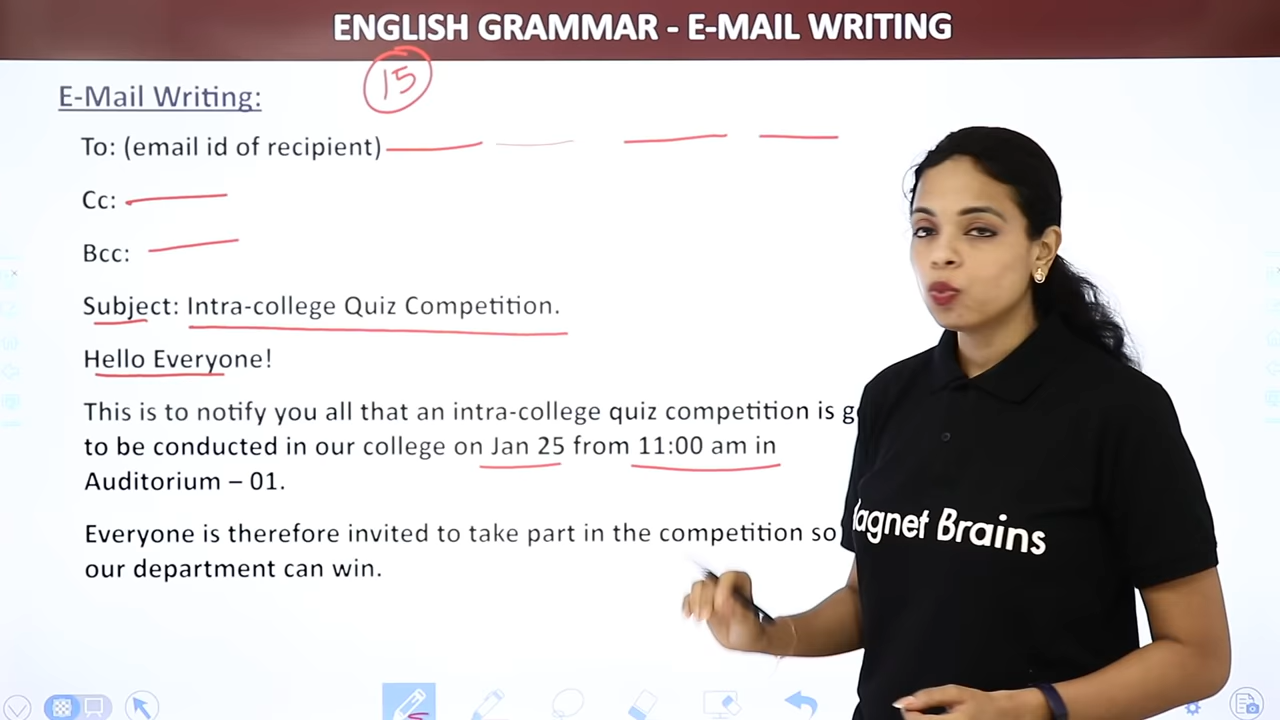 ENGLISH GRAMMAR - E-MAIL WRITING
15
E-Mail Writing:
To: (email id of recipient)
Cc:
Bcc:
Subject: Intra-college Quiz Competition.
Hello Everyone!
This is to notify you all that an intra-college quiz competition is
to be conducted in our college on Jan 25 from 11:00 am in
Auditorium – 01.
Everyone is therefore invited to take part in the competition so
our department can win.
agnet Brains